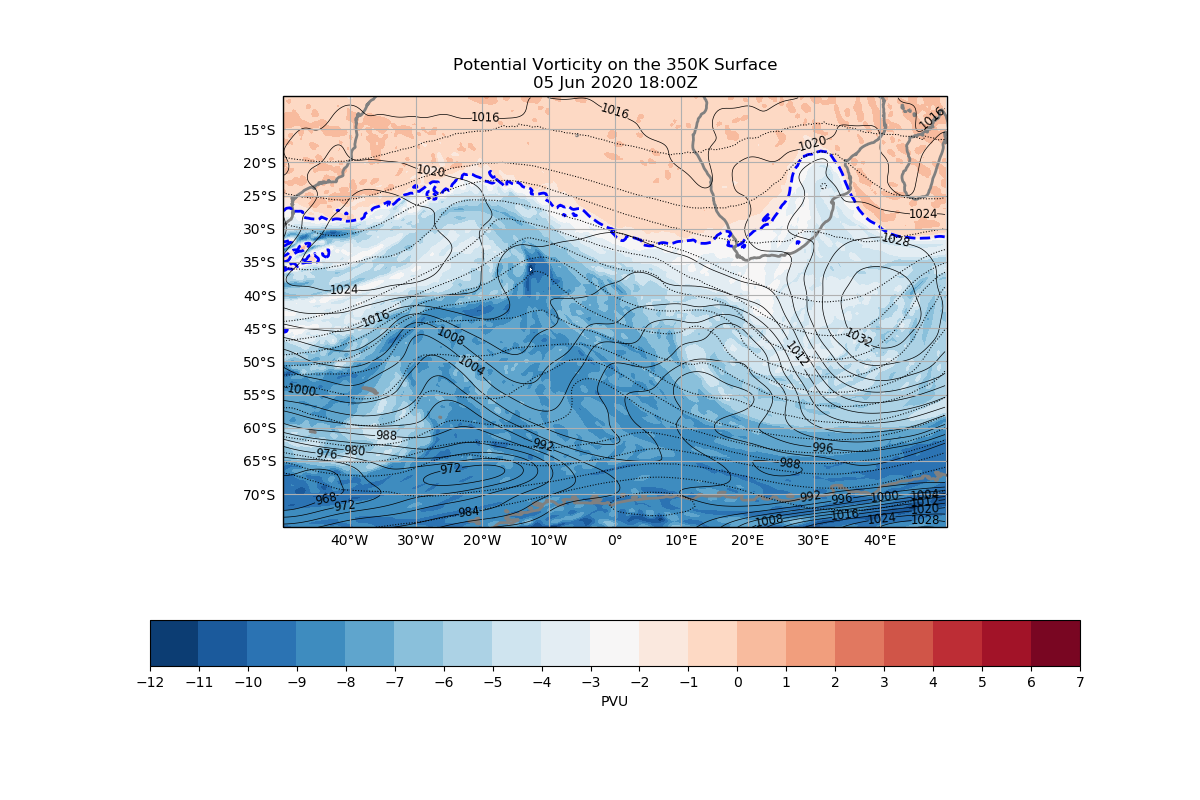 Potential Vorticity on the 350K Surface
05 Jun 2020 18:00Z
1016
1016
1016
15°S
1020
20°S
1020
25°S
1024
30°S
1028
35°S
1024
40°S
1016
45°S
1008
1032
1012
50°S
1004
1000
55°S
60°S
988
992
996
976
980
65°S
972
988
70°S
968
972
992
996
1000
1004
1012
984
1008
1016
1020
1024
1028
40°W 30°W 20°W 10°W 0° 10°E 20°E 30°E 40°E
−12 −11 −10 −9 −8 −7 −6 −5 −4 −3 −2 −1 0 1 2 3 4 5 6 7
PVU